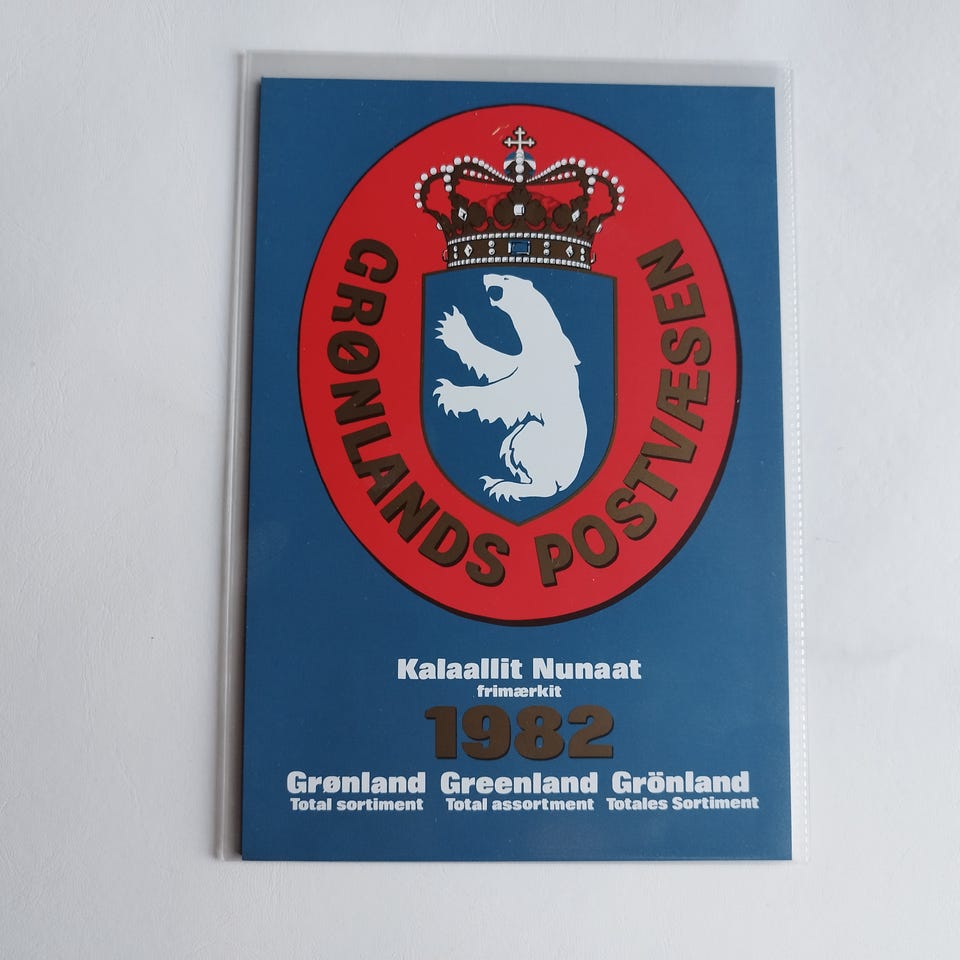 GRØNLANDS POSTVÆSEN
Kalaallit Nunaat
frimærkit
1982
Grønland Greenland Grönland
Total sortiment Total assortment Totales Sortiment